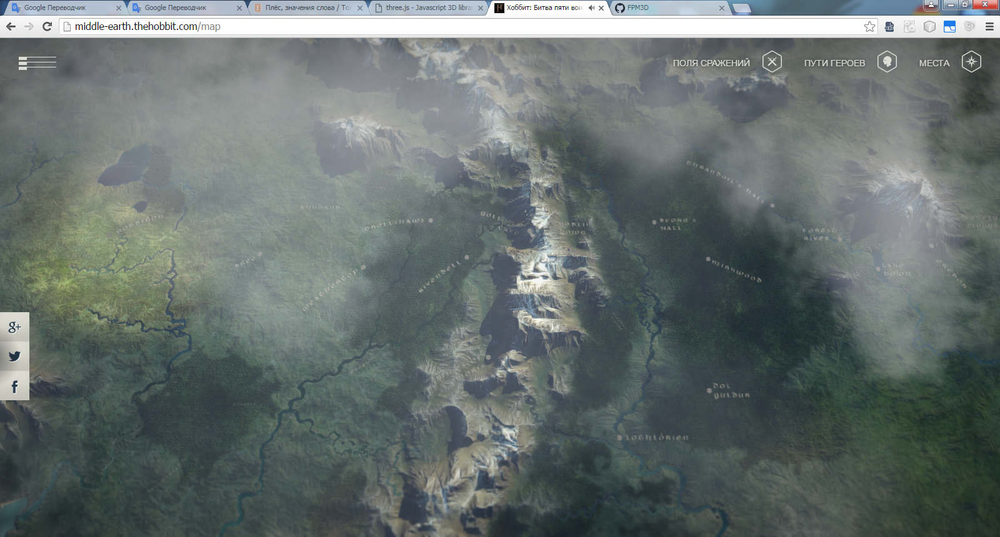 Google Переводчик
Google Переводчик
Плёс, значения слова / То
three.js - Javascript 3D libra
Хоббит: Битва пяти вои
FPM3D
middle-earth.thehobbit.com/map
ПОЛЯ СРАЖЕНИЙ
ПУТИ ГЕРОЕВ
МЕСТА
Thranduil's hall
Rhudaur
Trollshaws
Goblin
Town
Beorn's
Hall
Forest
River
Bree
Weathertop
Rivendell
Mirkwood
Lake
Town
g+
f
Dol
Guldur
Lothlórien